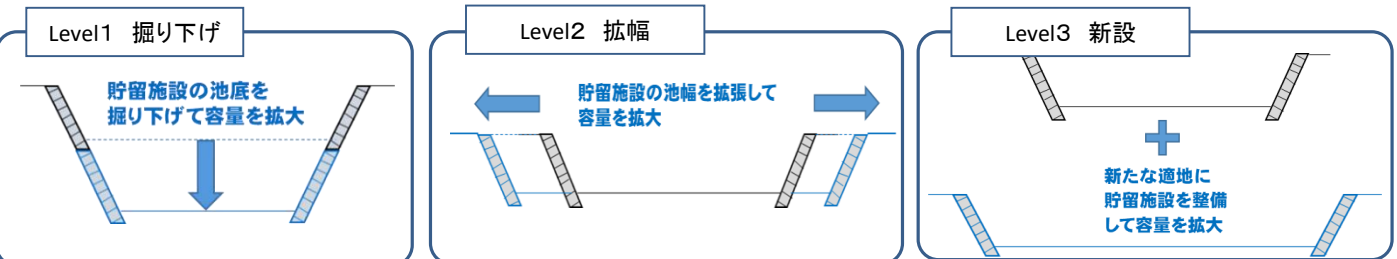 Level1 掘り下げ
貯留施設の池底を
掘り下げて容量を拡大
Level2 拡幅
貯留施設の池幅を拡張して
容量を拡大
Level3 新設
新たな適地に
貯留施設を整備
して容量を拡大